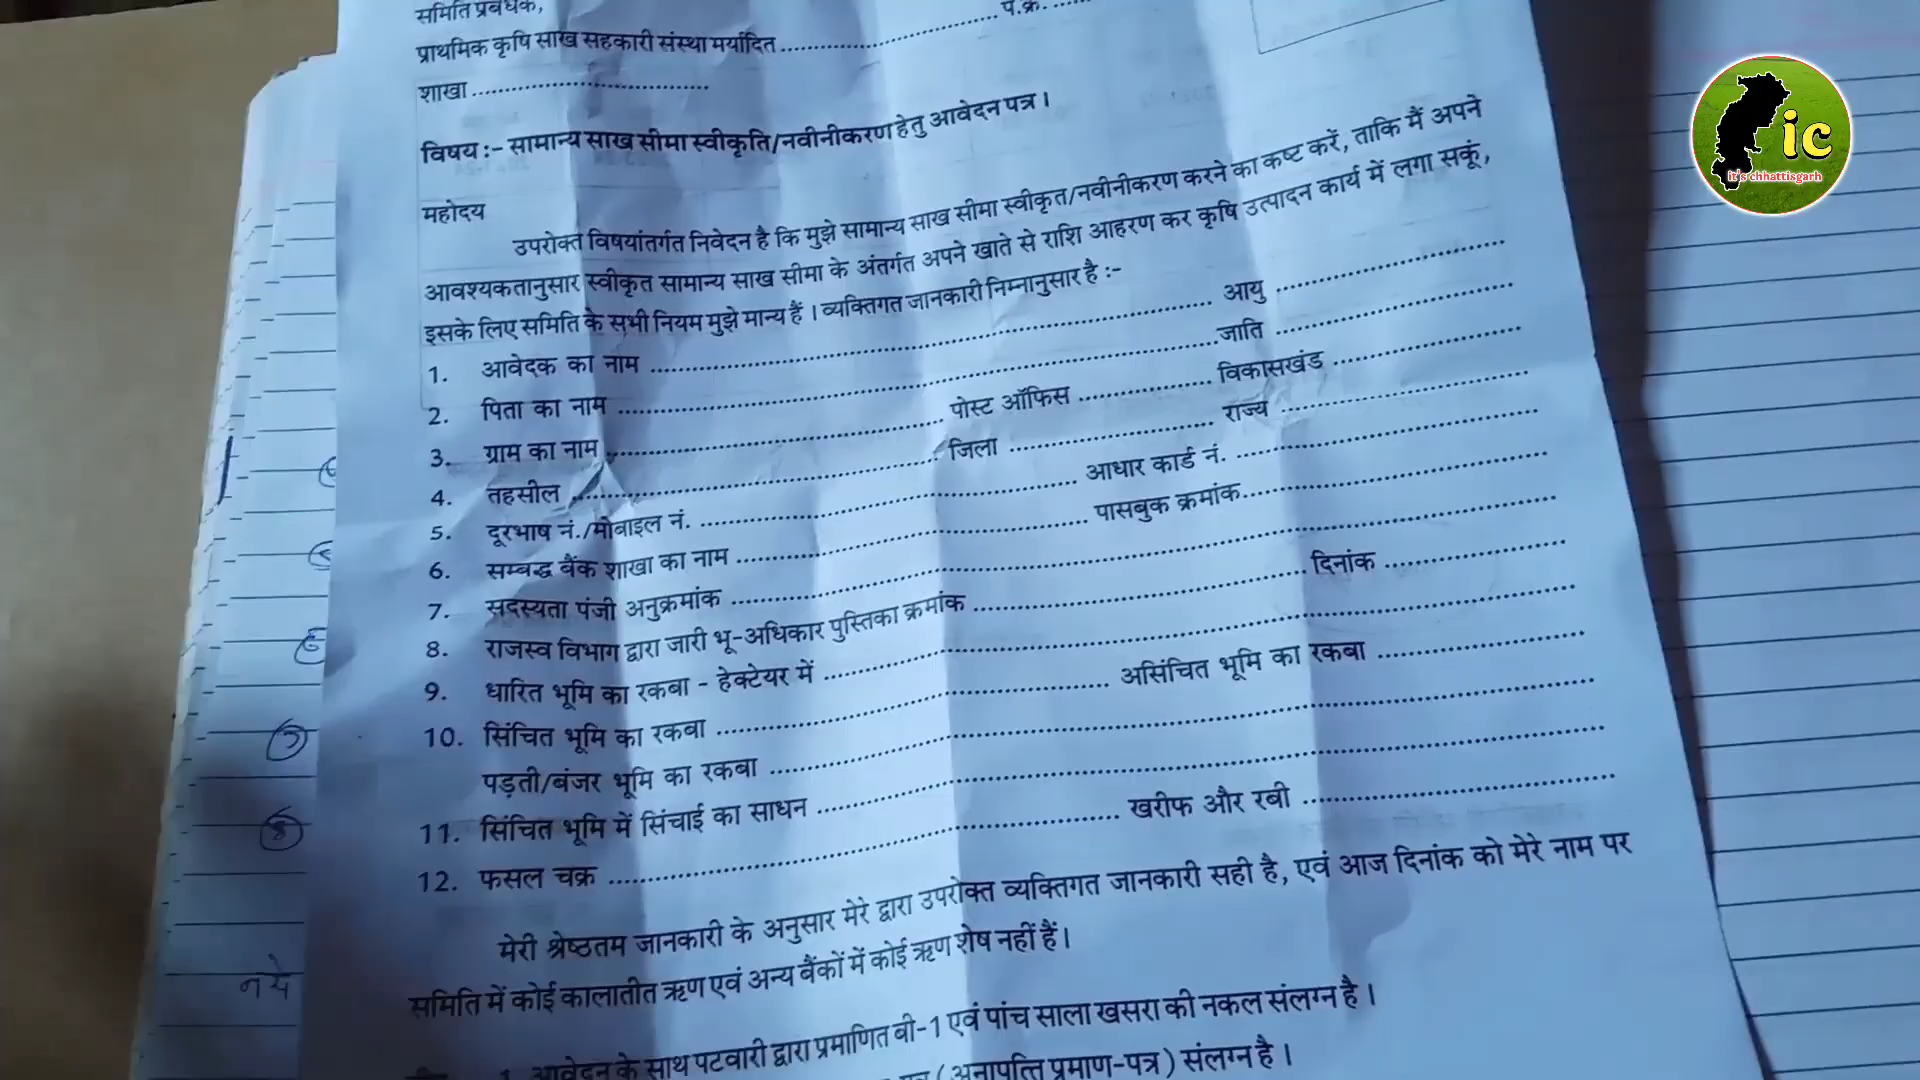 समिति प्रबंधक,
प्राथमिक कृषि साख सहकारी संस्था मर्यादित .............................. प.क्र. .....
शाखा ..............................
विषय :- सामान्य साख सीमा स्वीकृति/नवीनीकरण हेतु आवेदन पत्र ।
महोदय
उपरोक्त विषयांतर्गत निवेदन है कि मुझे सामान्य साख सीमा स्वीकृत/नवीनीकरण करने का कष्ट करें, ताकि मैं अपने
आवश्यकतानुसार स्वीकृत सामान्य साख सीमा के अंतर्गत अपने खाते से राशि आहरण कर कृषि उत्पादन कार्य में लगा सकूं,
इसके लिए समिति के सभी नियम मुझे मान्य हैं । व्यक्तिगत जानकारी निम्नानुसार है :-
1. आवेदक का नाम .............................. आयु ..............................
2. पिता का नाम .............................. जाति ..............................
3. ग्राम का नाम .............................. पोस्ट ऑफिस .................... विकासखंड ....................
4. तहसील .............................. जिला .................... राज्य ..............................
5. दूरभाष नं./मोबाइल नं. .............................. आधार कार्ड नं. ..............................
6. सम्बद्ध बैंक शाखा का नाम .............................. पासबुक क्रमांक..............................
7. सदस्यता पंजी अनुक्रमांक ..............................
8. राजस्व विभाग द्वारा जारी भू-अधिकार पुस्तिका क्रमांक .............................. दिनांक ....................
9. धारित भूमि का रकबा - हेक्टेयर में ..............................
10. सिंचित भूमि का रकबा .............................. असिंचित भूमि का रकबा ....................
पड़ती/बंजर भूमि का रकबा ..............................
11. सिंचित भूमि में सिंचाई का साधन ..............................
12. फसल चक्र .............................. खरीफ और रबी ..............................
मेरी श्रेष्ठतम जानकारी के अनुसार मेरे द्वारा उपरोक्त व्यक्तिगत जानकारी सही है, एवं आज दिनांक को मेरे नाम पर
समिति में कोई कालातीत ऋण एवं अन्य बैंकों में कोई ऋण शेष नहीं हैं ।
1. आवेदन के साथ पटवारी द्वारा प्रमाणित बी-1 एवं पांच साला खसरा की नकल संलग्न है ।
(अनापत्ति प्रमाण-पत्र) संलग्न है ।
7
8
नये
ic
it's chhattisgarh